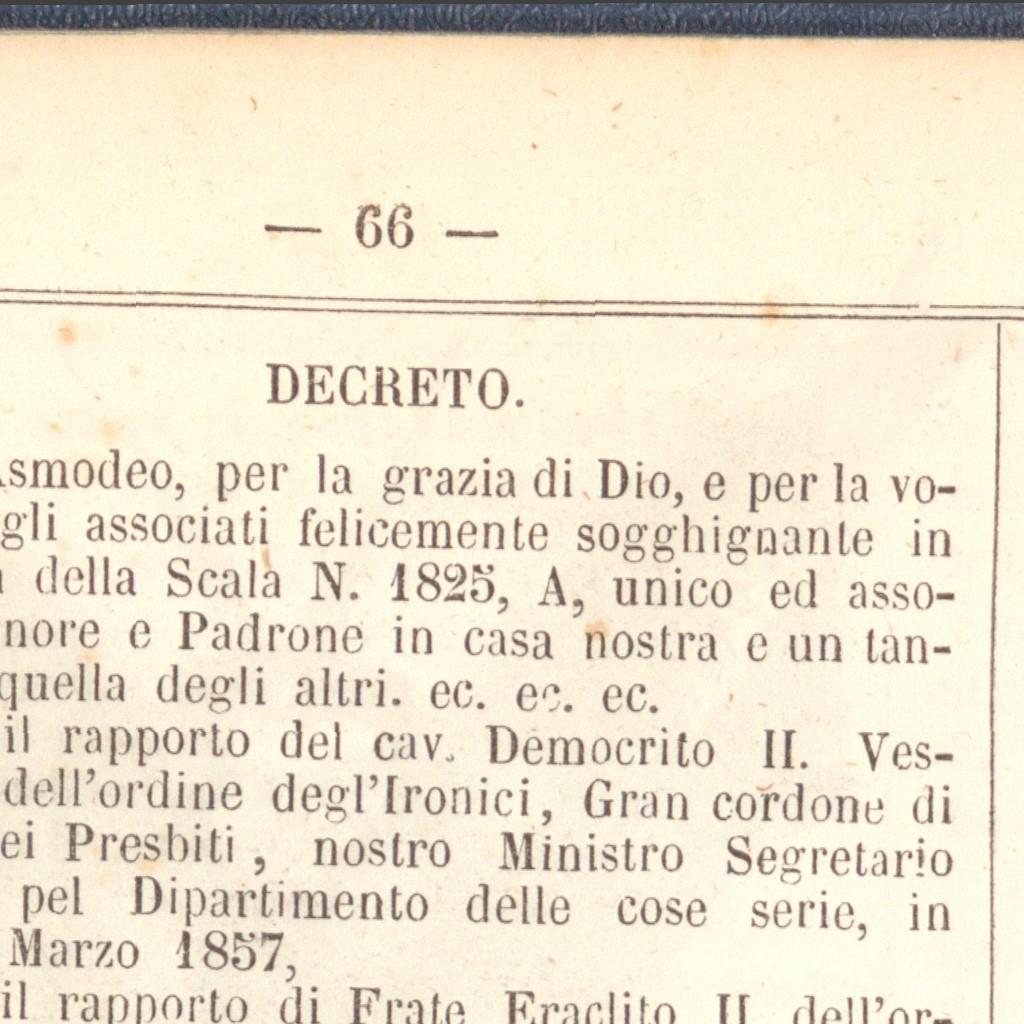 — 66 —
DECRETO.
Asmodeo, per la grazia di Dio, e per la vo-
gli associati felicemente sogghignante in
della Scala N. 1825, A, unico ed asso-
nore e Padrone in casa nostra e un tan-
quella degli altri. ec. ec. ec.
il rapporto del cav. Democrito II. Ves-
dell'ordine degl'Ironici, Gran cordone di
ei Presbiti, nostro Ministro Segretario
pel Dipartimento delle cose serie, in
Marzo 1857,
il rapporto di Frate Eraclito II dell'or-